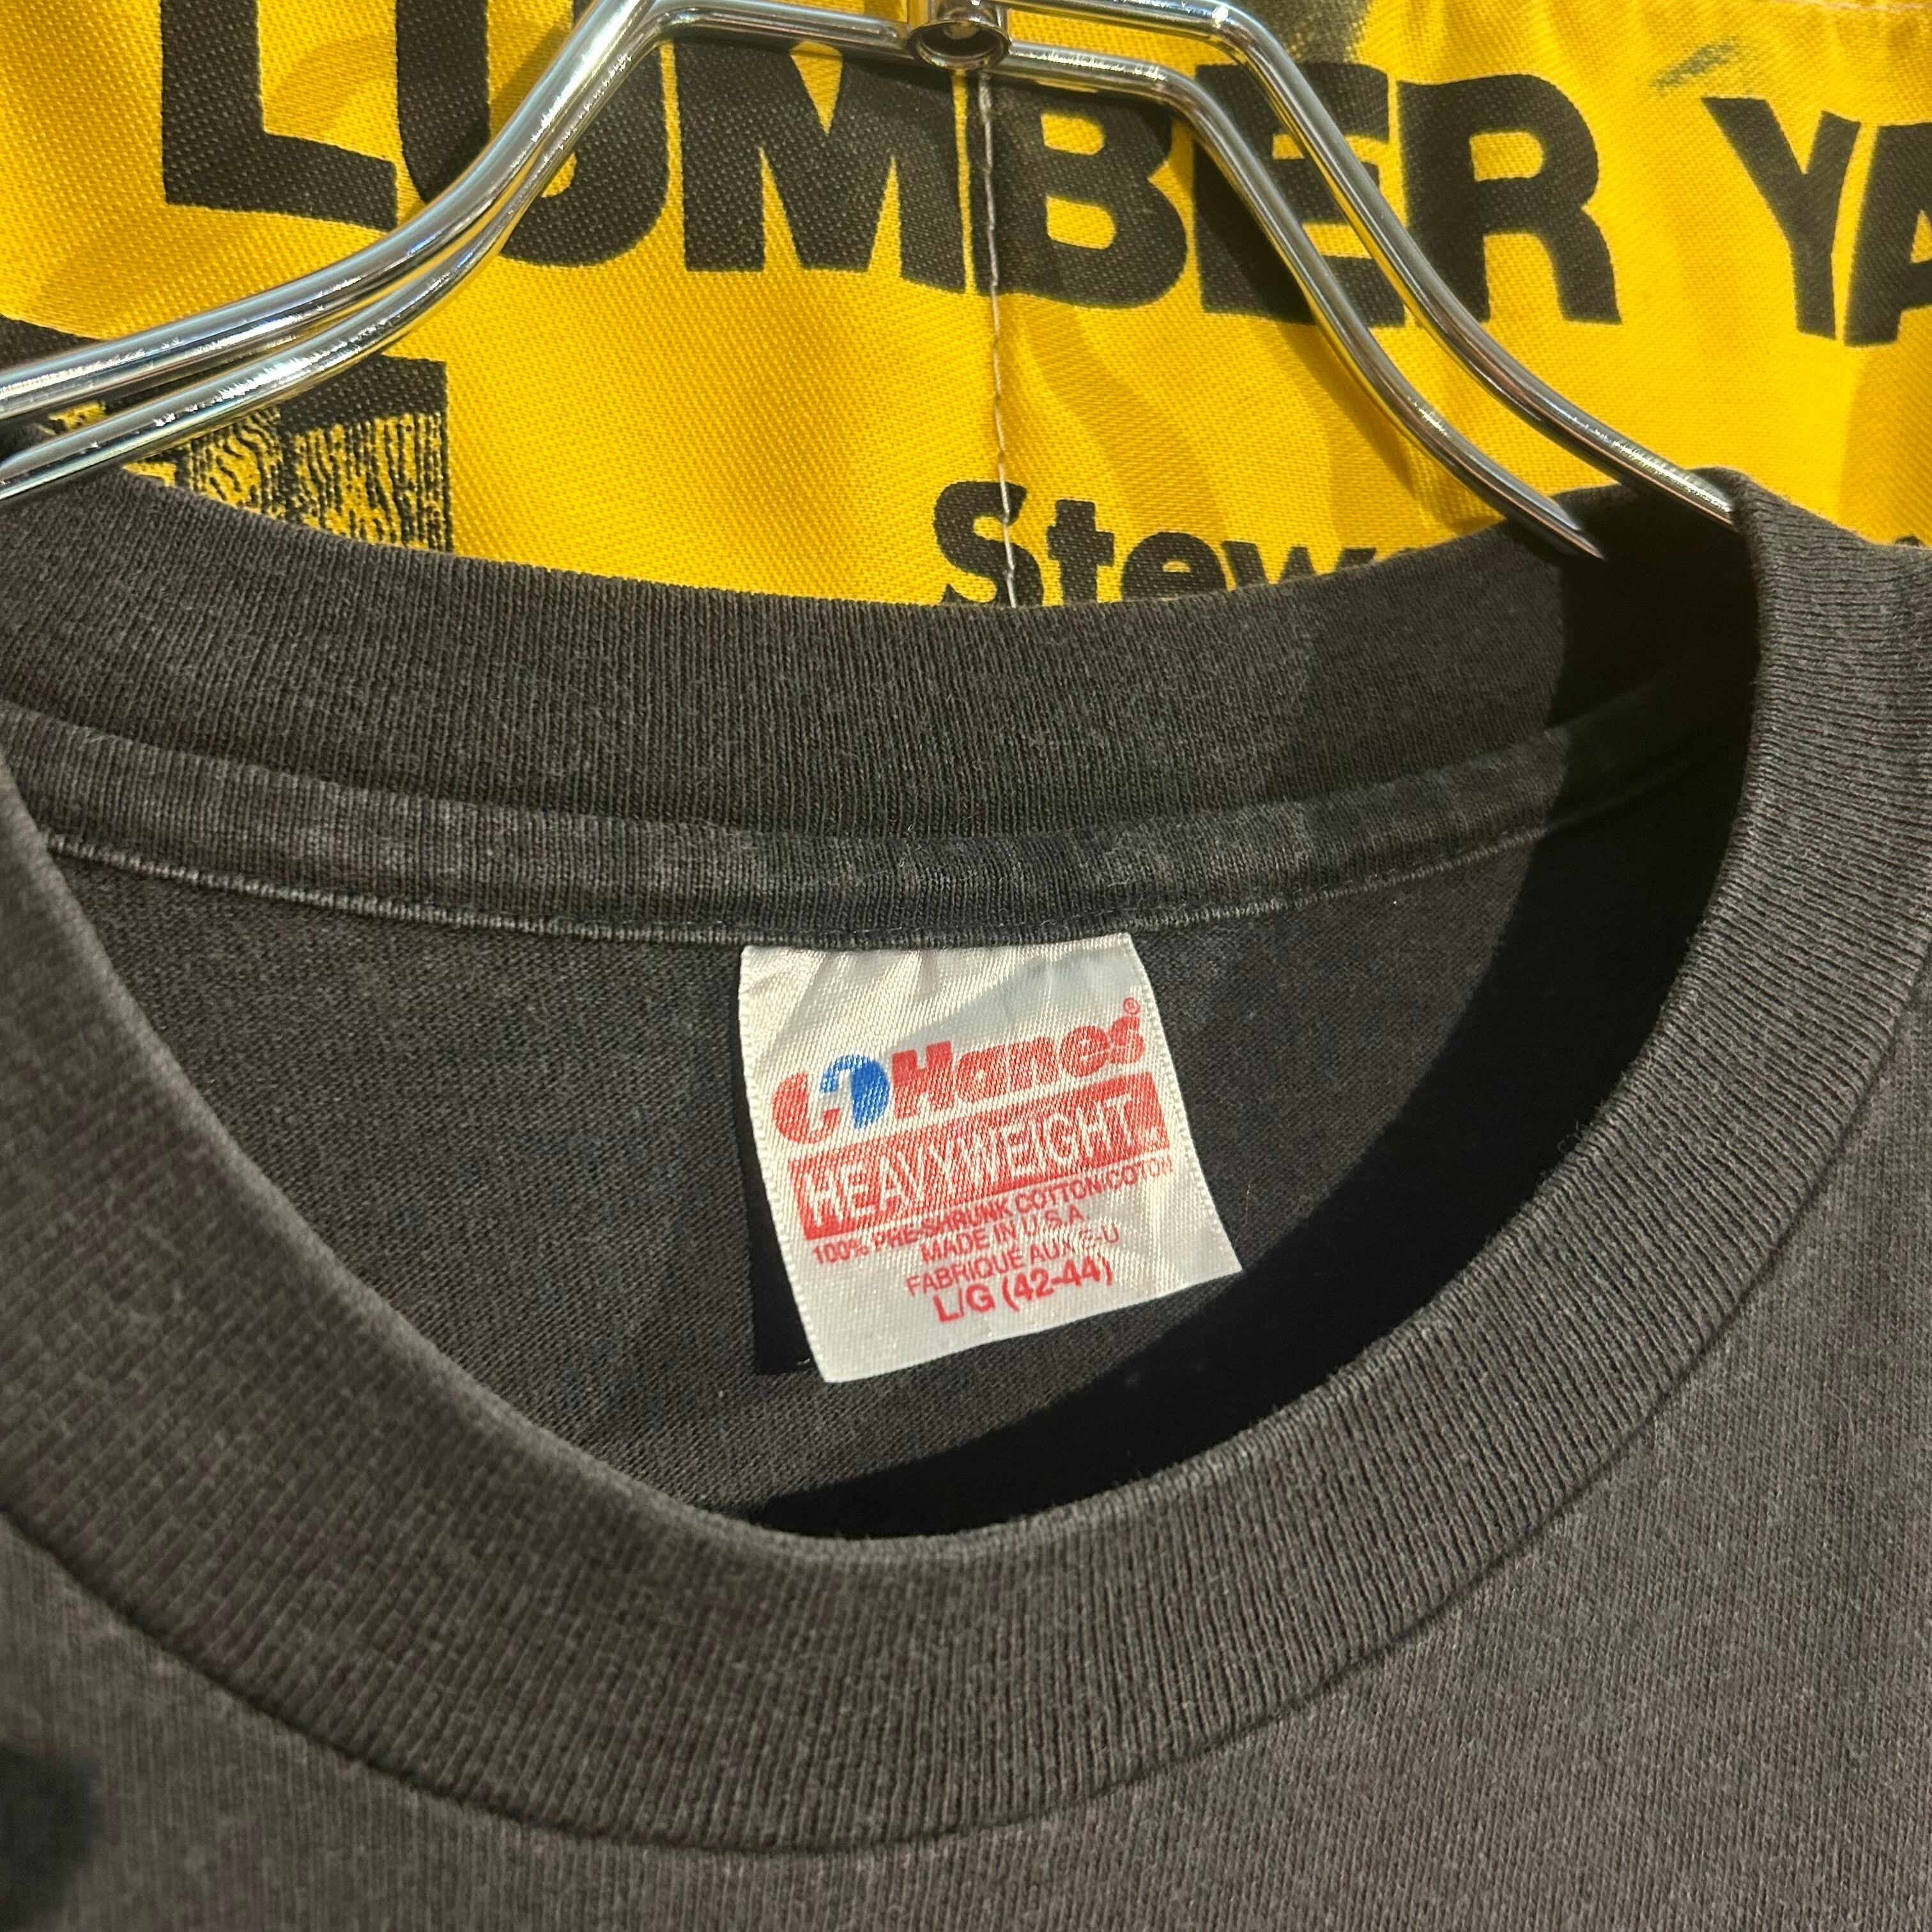 LUMBER YA
Stew
Hanes®
HEAVYWEIGHT
100% PRE-SHRUNK COTTON/COTON
MADE IN U.S.A
FABRIQUE AUX E-U
L/G (42-44)